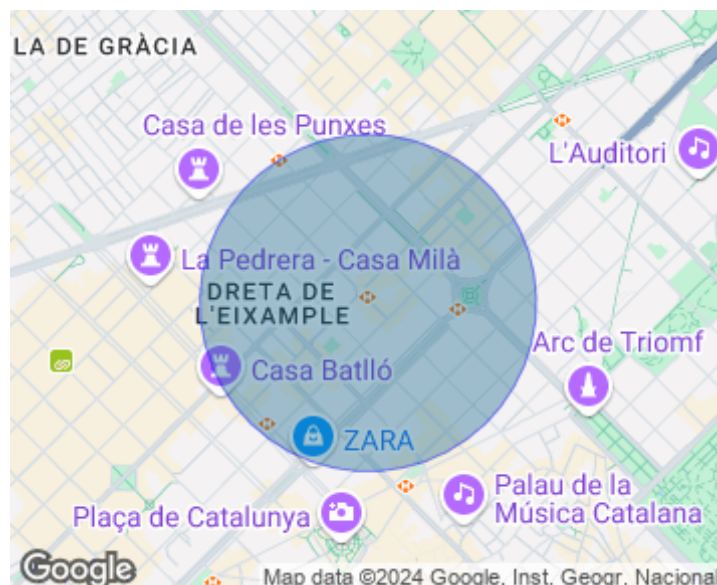 LA DE GRÀCIA
Casa de les Punxes
L'Auditori
La Pedrera - Casa Milà
DRETA DE
L'EIXAMPLE
Arc de Triomf
Casa Batlló
ZARA
Palau de la
Música Catalana
Plaça de Catalunya
Google
Map data ©2024 Google, Inst. Geogr. Nacional